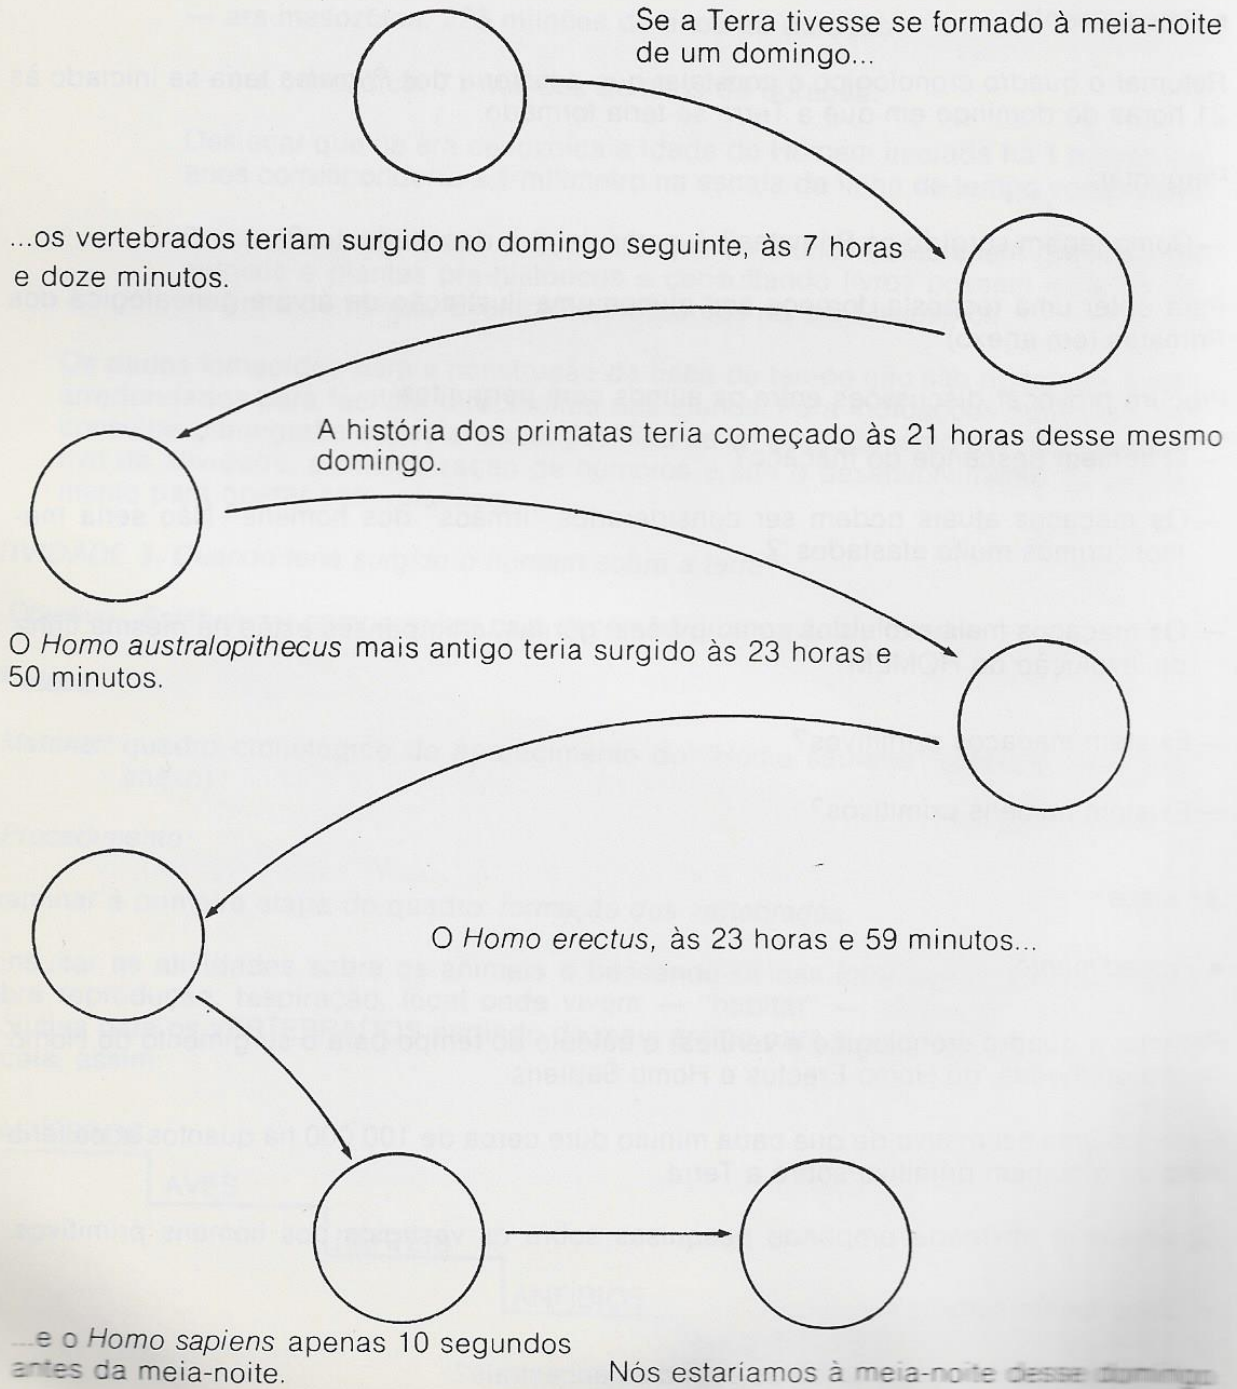 Se a Terra tivesse se formado à meia-noite
de um domingo...
...os vertebrados teriam surgido no domingo seguinte, às 7 horas
e doze minutos.
A história dos primatas teria começado às 21 horas desse mesmo
domingo.
O Homo australopithecus mais antigo teria surgido às 23 horas e
50 minutos.
O Homo erectus, às 23 horas e 59 minutos...
...e o Homo sapiens apenas 10 segundos
antes da meia-noite.
Nós estaríamos à meia-noite desse domingo